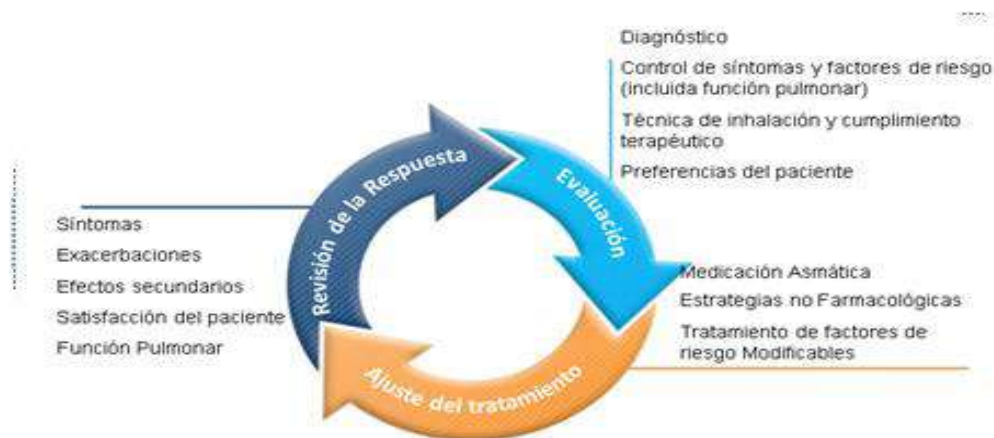 Diagnóstico
Control de síntomas y factores de riesgo
(incluida función pulmonar)
Técnica de inhalación y cumplimiento
terapéutico
Preferencias del paciente
Evaluación
Medicación Asmática
Estrategias no Farmacológicas
Tratamiento de factores de
riesgo Modificables
Ajuste del tratamiento
Revisión de la Respuesta
Síntomas
Exacerbaciones
Efectos secundarios
Satisfacción del paciente
Función Pulmonar